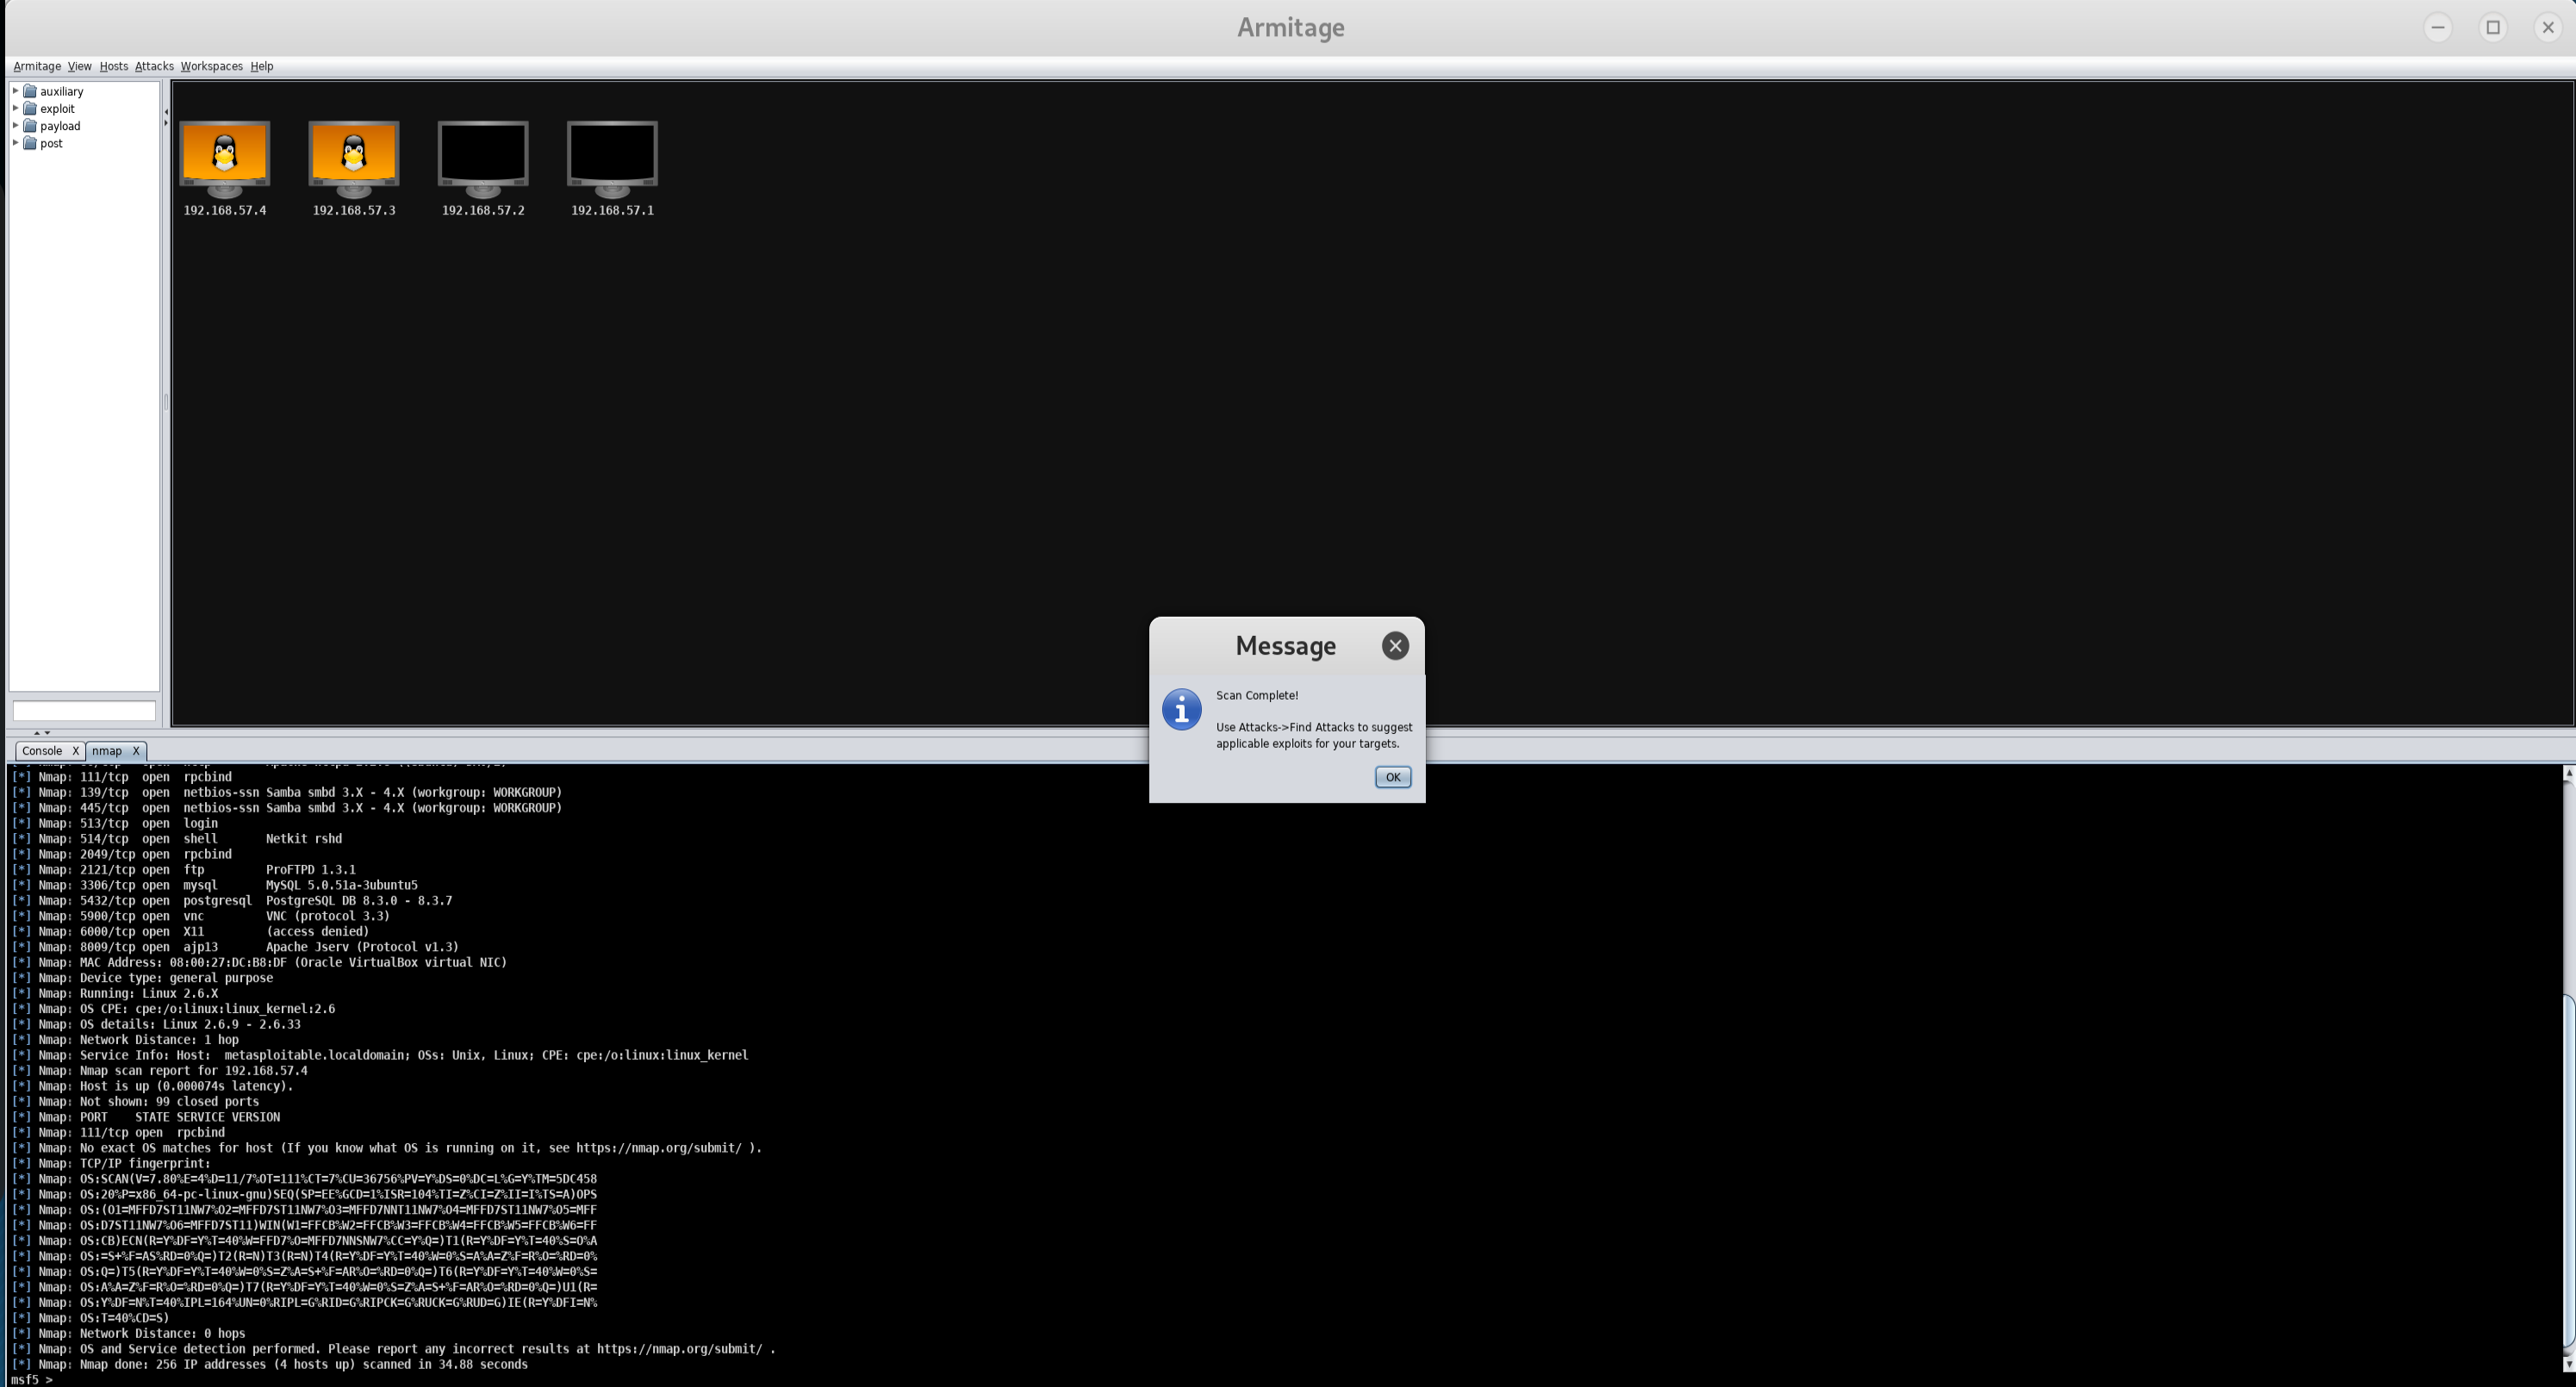 Armitage
Armitage View Hosts Attacks Workspaces Help
auxiliary
exploit
payload
post
192.168.57.4
192.168.57.3
192.168.57.2
192.168.57.1
Message
Scan Complete!
Use Attacks->Find Attacks to suggest
applicable exploits for your targets.
OK
Console X nmap X
[*] Nmap: 111/tcp open rpcbind
[*] Nmap: 139/tcp open netbios-ssn Samba smbd 3.X - 4.X (workgroup: WORKGROUP)
[*] Nmap: 445/tcp open netbios-ssn Samba smbd 3.X - 4.X (workgroup: WORKGROUP)
[*] Nmap: 513/tcp open login
[*] Nmap: 514/tcp open shell Netkit rshd
[*] Nmap: 2049/tcp open rpcbind
[*] Nmap: 2121/tcp open ftp ProFTPD 1.3.1
[*] Nmap: 3306/tcp open mysql MySQL 5.0.51a-3ubuntu5
[*] Nmap: 5432/tcp open postgresql PostgreSQL DB 8.3.0 - 8.3.7
[*] Nmap: 5900/tcp open vnc VNC (protocol 3.3)
[*] Nmap: 6000/tcp open X11 (access denied)
[*] Nmap: 8009/tcp open ajp13 Apache Jserv (Protocol v1.3)
[*] Nmap: MAC Address: 08:00:27:DC:B8:DF (Oracle VirtualBox virtual NIC)
[*] Nmap: Device type: general purpose
[*] Nmap: Running: Linux 2.6.X
[*] Nmap: OS CPE: cpe:/o:linux:linux_kernel:2.6
[*] Nmap: OS details: Linux 2.6.9 - 2.6.33
[*] Nmap: Network Distance: 1 hop
[*] Nmap: Service Info: Host: metasploitable.localdomain; OSs: Unix, Linux; CPE: cpe:/o:linux:linux_kernel
[*] Nmap: Nmap scan report for 192.168.57.4
[*] Nmap: Host is up (0.000074s latency).
[*] Nmap: Not shown: 99 closed ports
[*] Nmap: PORT STATE SERVICE VERSION
[*] Nmap: 111/tcp open rpcbind
[*] Nmap: No exact OS matches for host (If you know what OS is running on it, see https://nmap.org/submit/ ).
[*] Nmap: TCP/IP fingerprint:
[*] Nmap: OS:SCAN(V=7.80%E=4%D=11/7%OT=111%CT=7%CU=36756%PV=Y%DS=0%DC=L%G=Y%TM=5DC458
[*] Nmap: OS:20%P=x86_64-pc-linux-gnu)SEQ(SP=EE%GCD=1%ISR=104%TI=Z%CI=Z%II=I%TS=A)OPS
[*] Nmap: OS:(O1=MFFD7ST11NW7%O2=MFFD7ST11NW7%O3=MFFD7NNT11NW7%O4=MFFD7ST11NW7%O5=MFF
[*] Nmap: OS:D7ST11NW7%O6=MFFD7ST11)WIN(W1=FFCB%W2=FFCB%W3=FFCB%W4=FFCB%W5=FFCB%W6=FF
[*] Nmap: OS:CB)ECN(R=Y%DF=Y%T=40%W=FFD7%O=MFFD7NNSNW7%CC=Y%Q=)T1(R=Y%DF=Y%T=40%S=O%A
[*] Nmap: OS:=S+%F=AS%RD=0%Q=)T2(R=N)T3(R=N)T4(R=Y%DF=Y%T=40%W=0%S=A%A=Z%F=R%O=%RD=0%
[*] Nmap: OS:Q=)T5(R=Y%DF=Y%T=40%W=0%S=Z%A=S+%F=AR%O=%RD=0%Q=)T6(R=Y%DF=Y%T=40%W=0%S=
[*] Nmap: OS:A%A=Z%F=R%O=%RD=0%Q=)T7(R=Y%DF=Y%T=40%W=0%S=Z%A=S+%F=AR%O=%RD=0%Q=)U1(R=
[*] Nmap: OS:Y%DF=N%T=40%IPL=164%UN=0%RIPL=G%RID=G%RIPCK=G%RUCK=G%RUD=G)IE(R=Y%DFI=N%
[*] Nmap: OS:T=40%CD=S)
[*] Nmap: Network Distance: 0 hops
[*] Nmap: OS and Service detection performed. Please report any incorrect results at https://nmap.org/submit/ .
[*] Nmap: Nmap done: 256 IP addresses (4 hosts up) scanned in 34.88 seconds
msf5 >